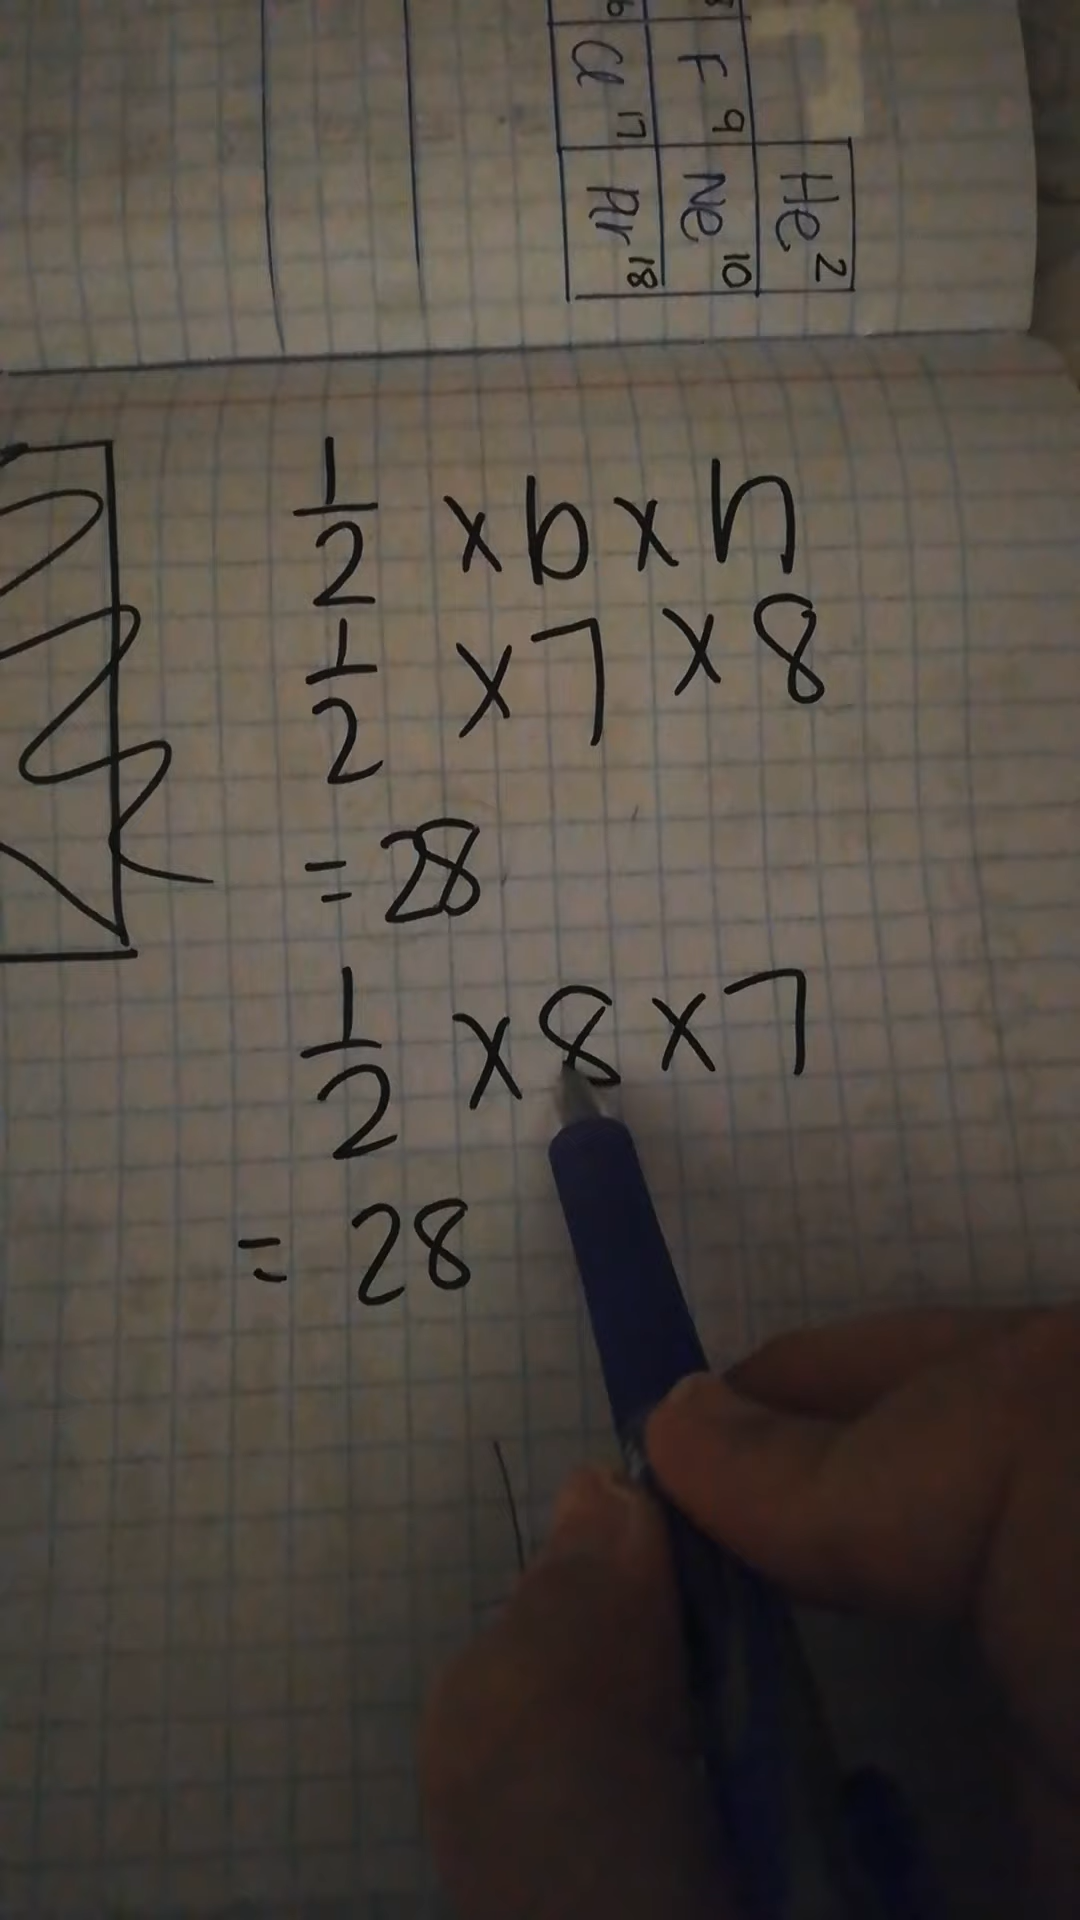 F 9
Cl 17
He 2
Ne 10
Ar 18
1/2 × b × h
1/2 × 7 × 8
= 28
1/2 × 8 × 7
= 28